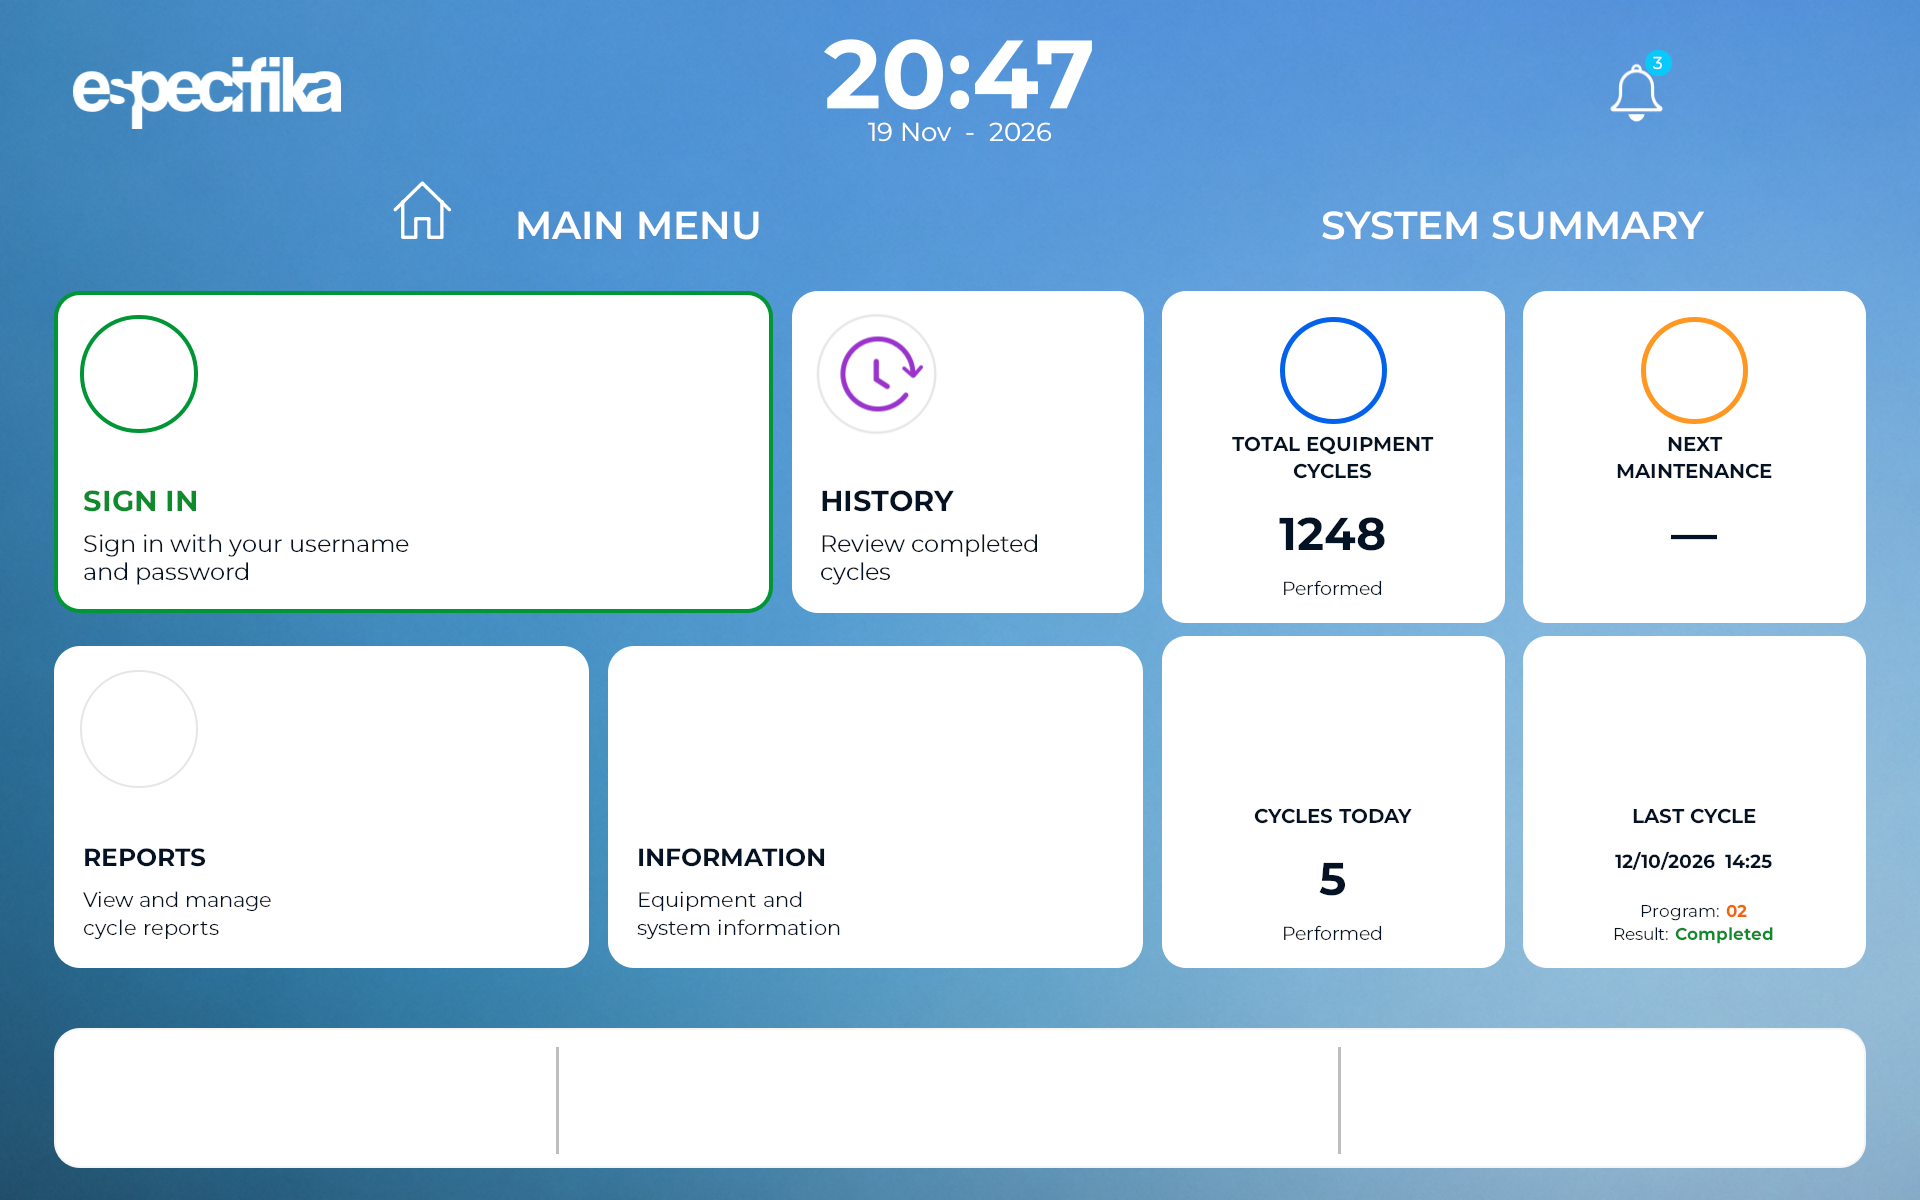 especifika
20:47
19 Nov - 2026
3
MAIN MENU
SYSTEM SUMMARY
SIGN IN
Sign in with your username
and password
HISTORY
Review completed
cycles
TOTAL EQUIPMENT
CYCLES
1248
Performed
NEXT
MAINTENANCE
—
REPORTS
View and manage
cycle reports
INFORMATION
Equipment and
system information
CYCLES TODAY
5
Performed
LAST CYCLE
12/10/2026 14:25
Program: 02
Result: Completed